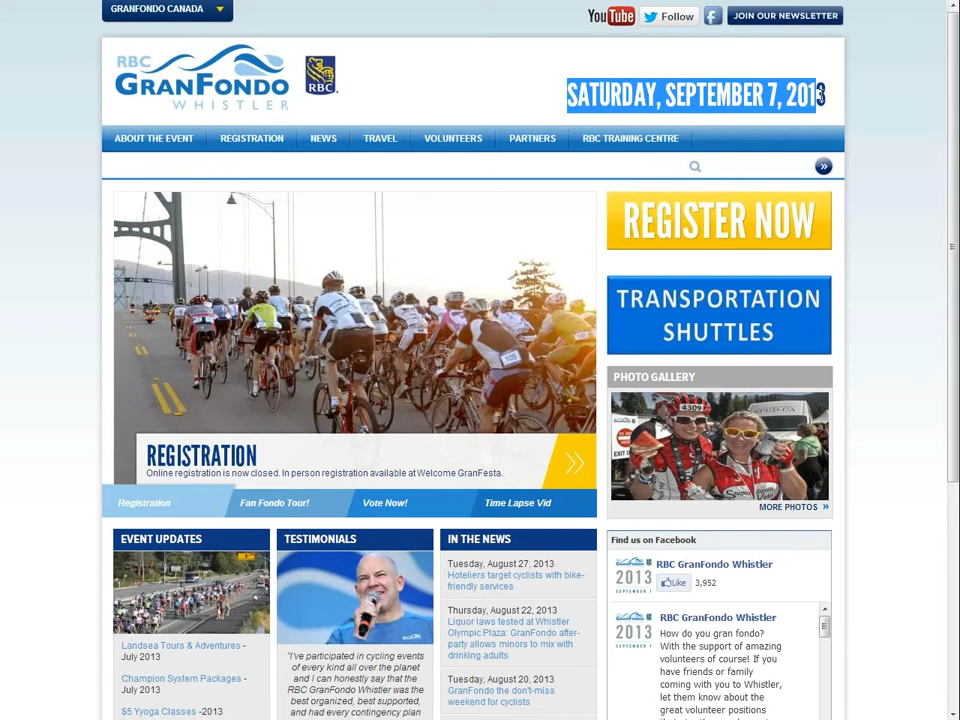 GRANFONDO CANADA
You Tube
Follow
f
JOIN OUR NEWSLETTER
RBC
GRANFONDO
WHISTLER
RBC
SATURDAY, SEPTEMBER 7, 2013
ABOUT THE EVENT
REGISTRATION
NEWS
TRAVEL
VOLUNTEERS
PARTNERS
RBC TRAINING CENTRE
REGISTER NOW
TRANSPORTATION
SHUTTLES
105
PHOTO GALLERY
4309
MORE PHOTOS »
REGISTRATION
Online registration is now closed. In person registration available at Welcome GranFesta.
Registration
Fan Fondo Tour!
Vote Now!
Time Lapse Vid
EVENT UPDATES
Landsea Tours & Adventures -
July 2013
Champion System Packages -
July 2013
$5 Yyoga Classes -2013
TESTIMONIALS
"I've participated in cycling events
of every kind all over the planet
and I can honestly say that the
RBC GranFondo Whistler was the
best organized, best supported,
and had every contingency plan
IN THE NEWS
Tuesday, August 27, 2013
Hoteliers target cyclists with bike-
friendly services
Thursday, August 22, 2013
Liquor laws tested at Whistler
Olympic Plaza: GranFondo after-
party allows minors to mix with
drinking adults
Tuesday, August 20, 2013
GranFondo the don't-miss
weekend for cyclists
Find us on Facebook
2013
RBC GranFondo Whistler
Like 3,952
2013
RBC GranFondo Whistler
How do you gran fondo?
With the support of amazing
volunteers of course! If you
have friends or family
coming with you to Whistler,
let them know about the
great volunteer positions